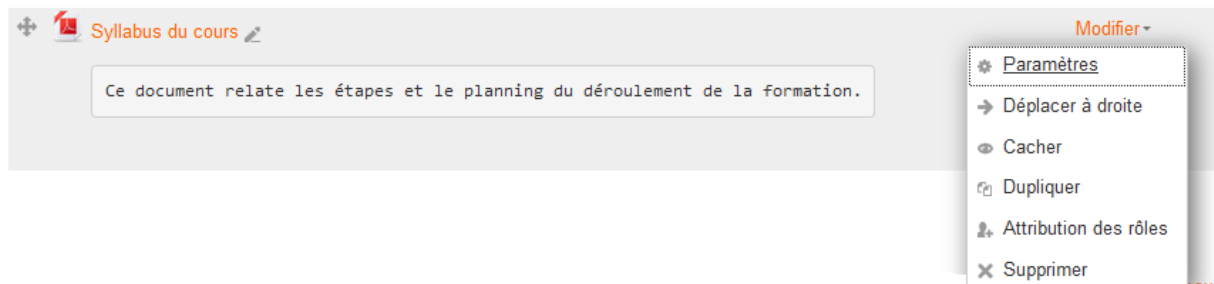 Syllabus du cours
Modifier
Ce document relate les étapes et le planning du déroulement de la formation.
Paramètres
Déplacer à droite
Cacher
Dupliquer
Attribution des rôles
Supprimer